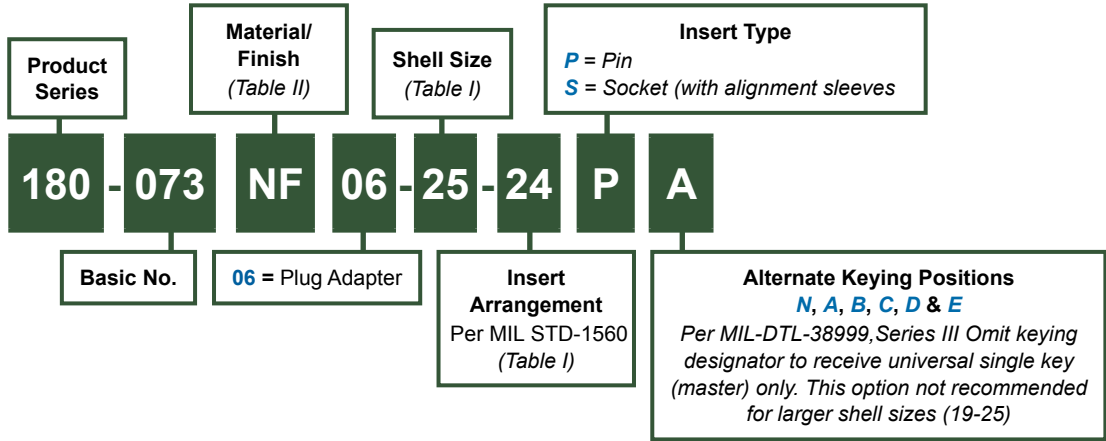 Product
Series
Material/
Finish
(Table II)
Shell Size
(Table I)
Insert Type
P = Pin
S = Socket (with alignment sleeves
180 - 073 NF 06 - 25 - 24 P A
Basic No.
06 = Plug Adapter
Insert
Arrangement
Per MIL STD-1560
(Table I)
Alternate Keying Positions
N, A, B, C, D & E
Per MIL-DTL-38999,Series III Omit keying
designator to receive universal single key
(master) only. This option not recommended
for larger shell sizes (19-25)